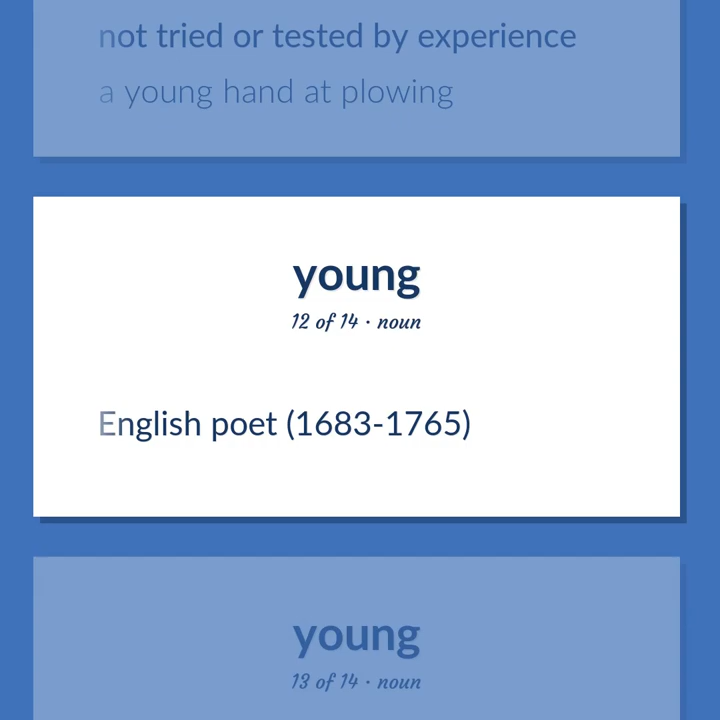 not tried or tested by experience
a young hand at plowing
young
12 of 14 · noun
English poet (1683-1765)
young
13 of 14 · noun